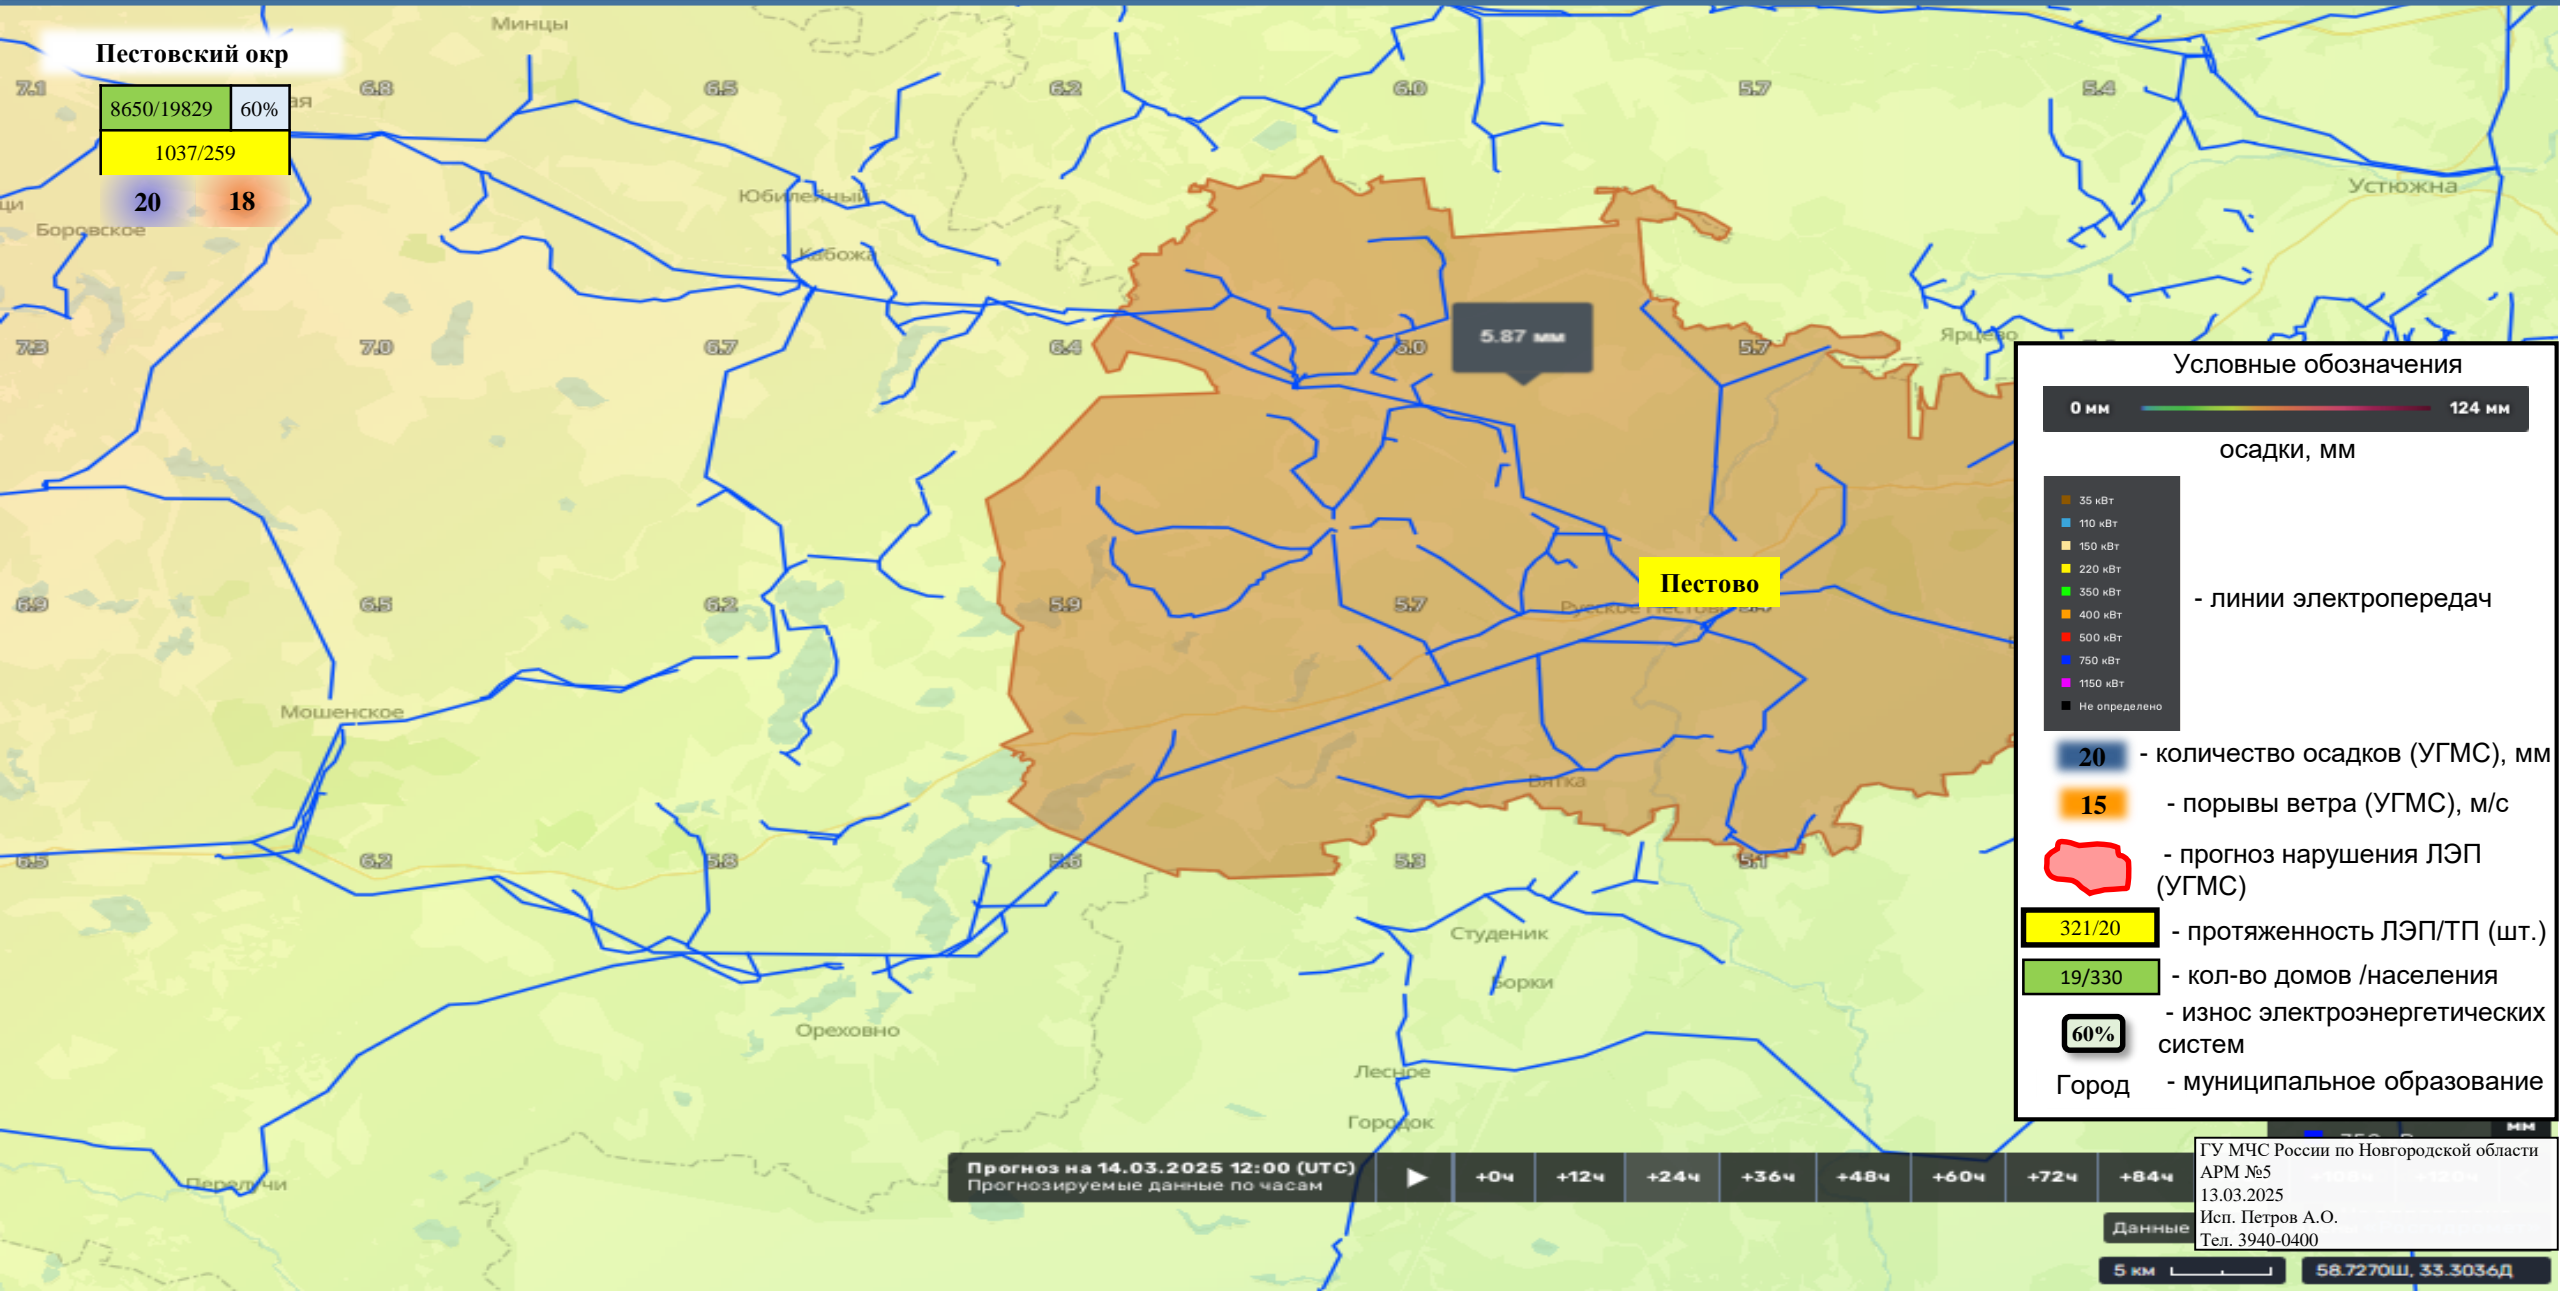 Минцы
Пестовский окр
7.1
6.8
6.5
6.2
6.0
5.7
5.4
8650/19829
60%
ая
1037/259
20
18
Юбилейный
Устюжна
ци
Боровское
Кабожа
5.87 мм
7.3
7.0
6.7
6.4
6.0
5.7
Ярцево
Условные обозначения
0 мм
124 мм
осадки, мм
35 кВт
110 кВт
150 кВт
220 кВт
350 кВт
400 кВт
500 кВт
750 кВт
1150 кВт
Не определено
- линии электропередач
Пестово
6.9
6.5
6.2
5.9
5.7
Русское Пестово
Мошенское
Вятка
20
- количество осадков (УГМС), мм
15
- порывы ветра (УГМС), м/с
- прогноз нарушения ЛЭП
(УГМС)
6.5
6.2
5.8
5.6
5.3
5.1
321/20
- протяженность ЛЭП/ТП (шт.)
19/330
- кол-во домов /населения
60%
- износ электроэнергетических
систем
Город
- муниципальное образование
Студеник
Борки
Ореховно
Лесное
Городок
Перелучи
мм
Прогноз на 14.03.2025 12:00 (UTC)
Прогнозируемые данные по часам
+0ч
+12ч
+24ч
+36ч
+48ч
+60ч
+72ч
+84ч
ГУ МЧС России по Новгородской области
АРМ №5
13.03.2025
Исп. Петров А.О.
Тел. 3940-0400
Данные
5 км
58.7270Ш, 33.3036Д